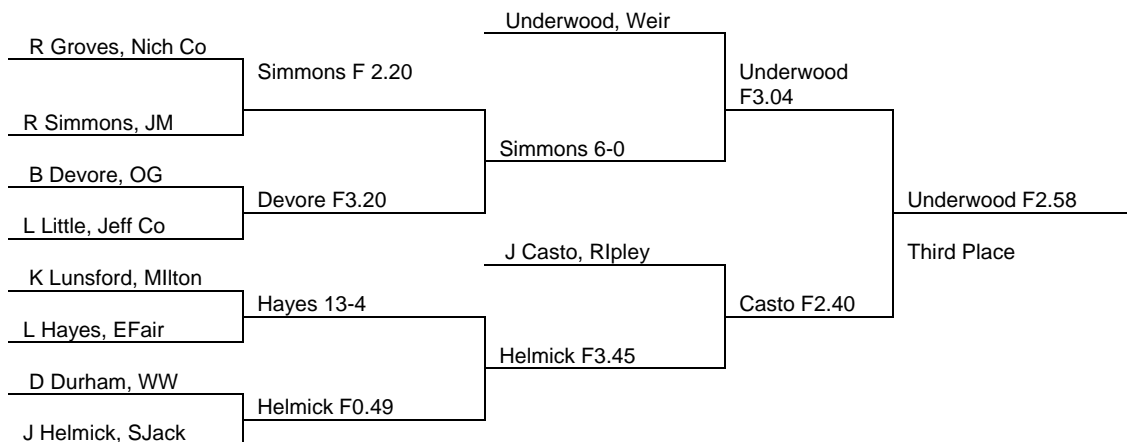 Underwood, Weir
R Groves, Nich Co
Simmons F 2.20
Underwood
F3.04
R Simmons, JM
Simmons 6-0
B Devore, OG
Devore F3.20
Underwood F2.58
L Little, Jeff Co
J Casto, RIpley
Third Place
K Lunsford, MIlton
Hayes 13-4
Casto F2.40
L Hayes, EFair
Helmick F3.45
D Durham, WW
Helmick F0.49
J Helmick, SJack